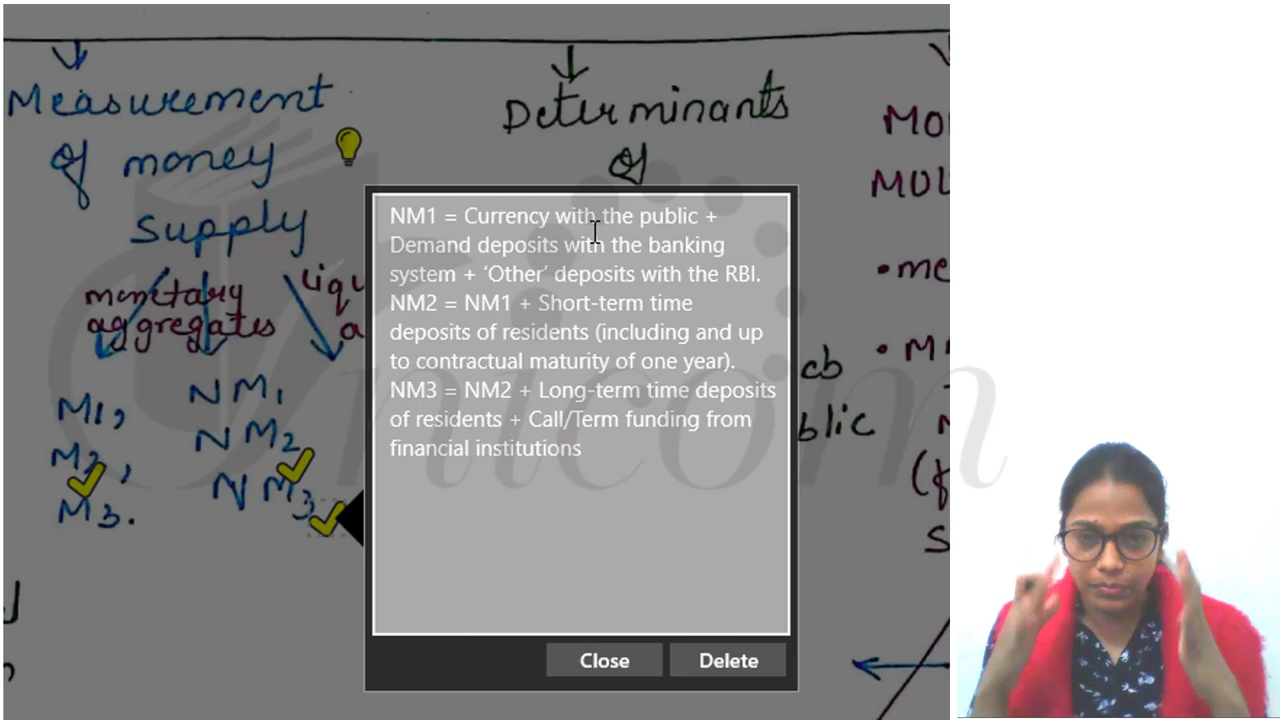 Measurement
of money
Supply
monetary
aggregates
M1,
M2,
M3.
NM1
NM2
NM3
Determinants
of
NM1 = Currency with the public +
Demand deposits with the banking
system + ‘Other’ deposits with the RBI.
NM2 = NM1 + Short-term time
deposits of residents (including and up
to contractual maturity of one year).
NM3 = NM2 + Long-term time deposits
of residents + Call/Term funding from
financial institutions
Close
Delete
cb
Unicom